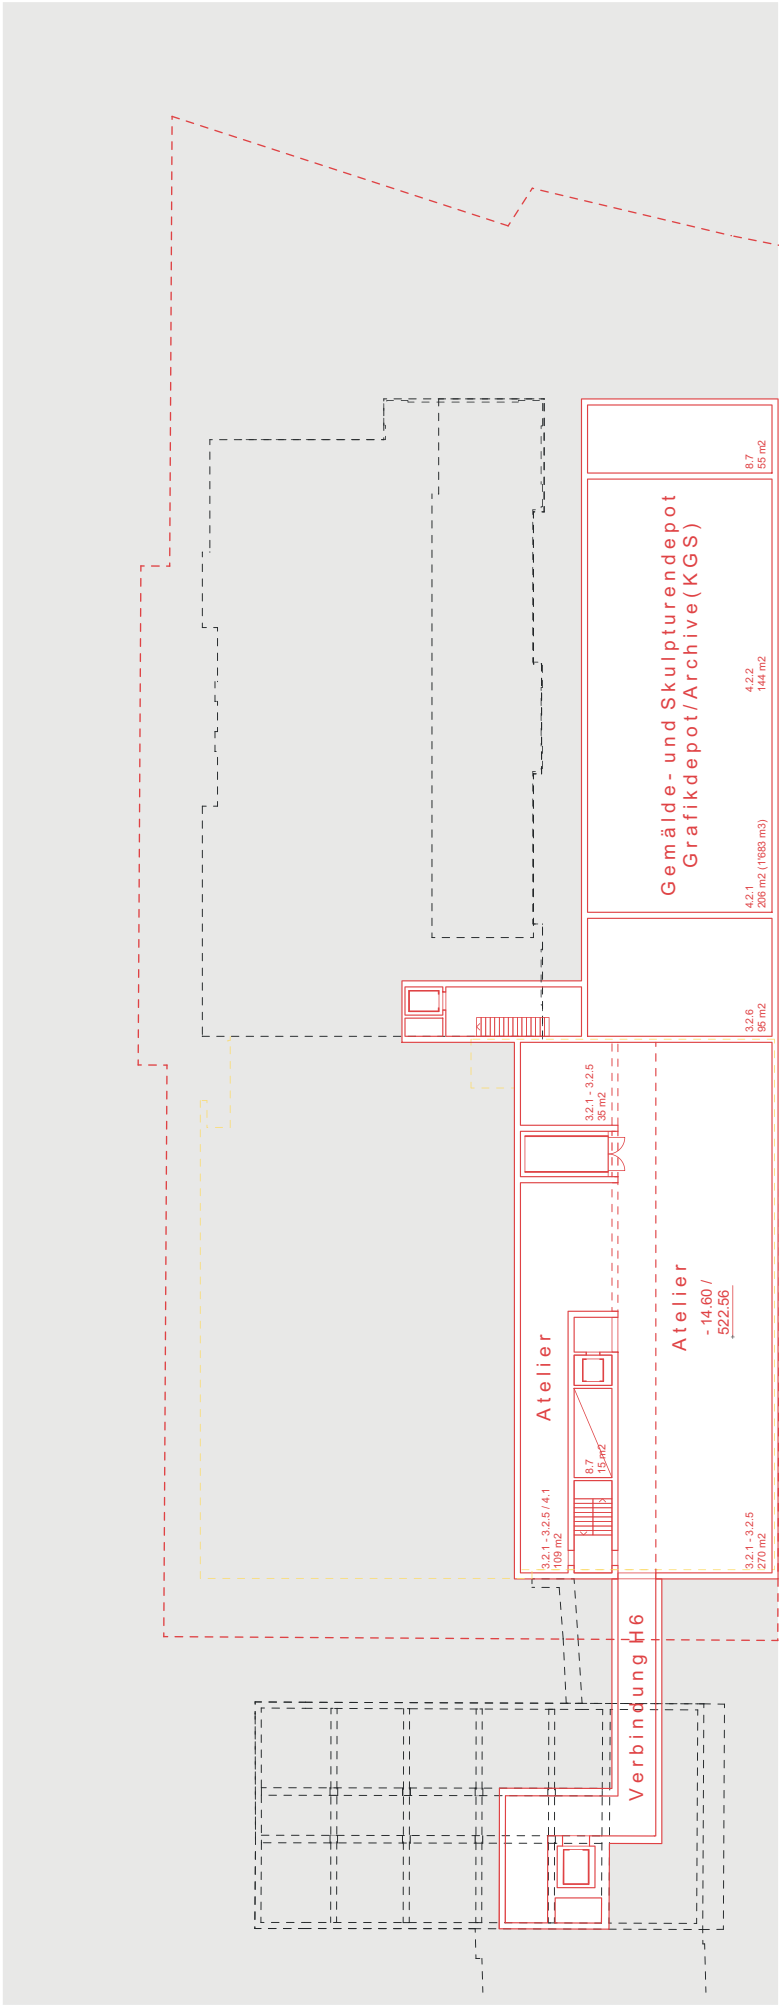 8.7
55 m2
Gemälde- und Skulpturendepot
Grafikdepot/Archive(KGS)
4.2.2
144 m2
4.2.1
206 m2 (1'683 m3)
3.2.6
95 m2
3.2.1 - 3.2.5
35 m2
Atelier
- 14.60 /
522.56
Atelier
8.7
15 m2
3.2.1 - 3.2.5 / 4.1
109 m2
3.2.1 - 3.2.5
270 m2
Verbindung H6